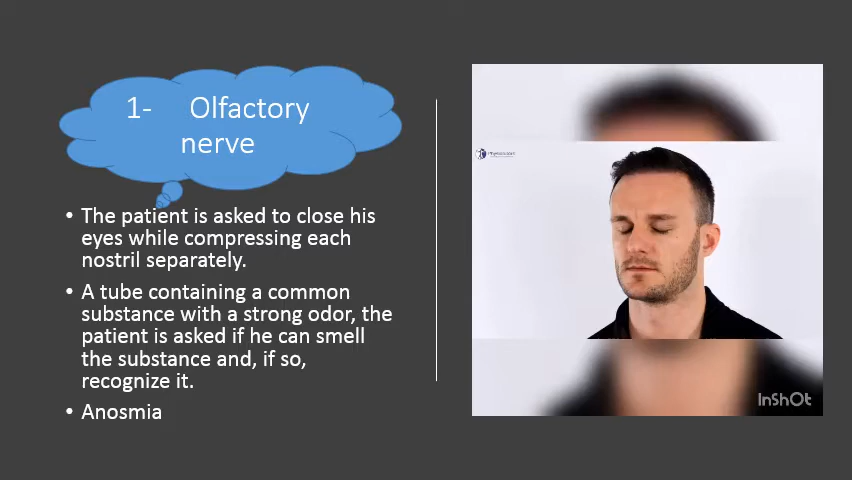 1- Olfactory
nerve
• The patient is asked to close his
eyes while compressing each
nostril separately.
• A tube containing a common
substance with a strong odor, the
patient is asked if he can smell
the substance and, if so,
recognize it.
• Anosmia
InShOt